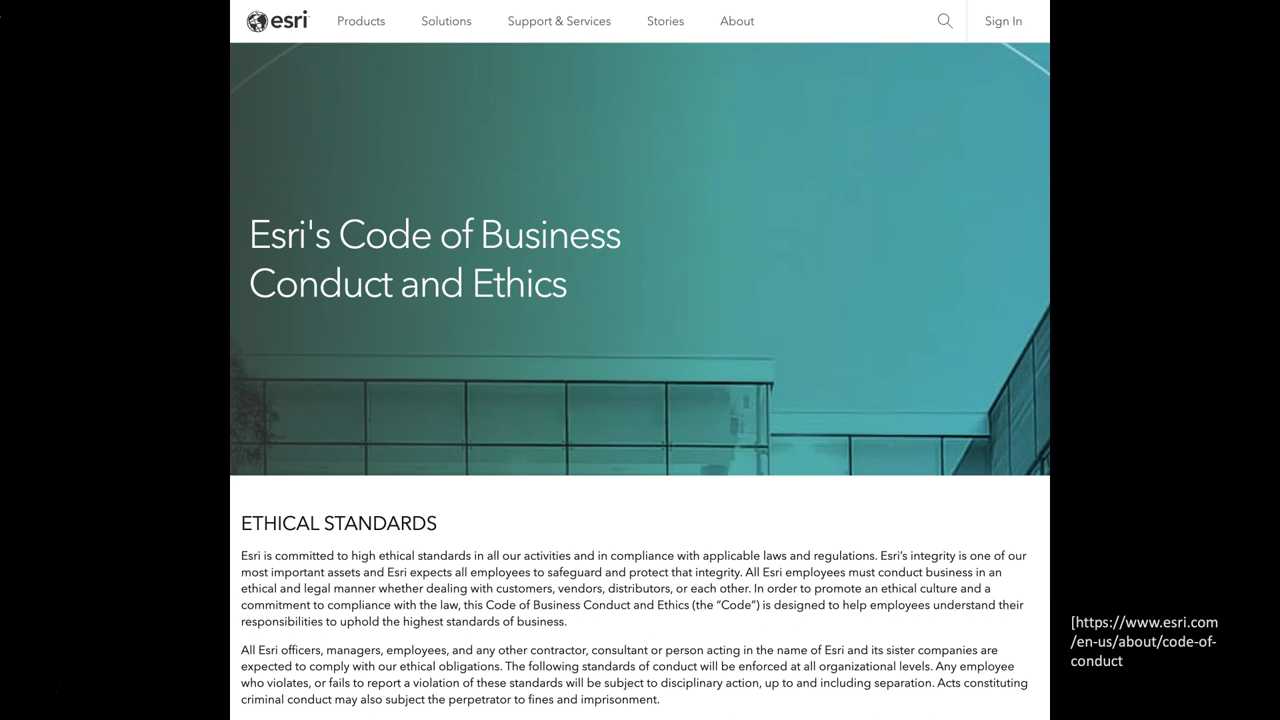 esri
Products
Solutions
Support & Services
Stories
About
Sign In
Esri's Code of Business
Conduct and Ethics
ETHICAL STANDARDS
Esri is committed to high ethical standards in all our activities and in compliance with applicable laws and regulations. Esri’s integrity is one of our
most important assets and Esri expects all employees to safeguard and protect that integrity. All Esri employees must conduct business in an
ethical and legal manner whether dealing with customers, vendors, distributors, or each other. In order to promote an ethical culture and a
commitment to compliance with the law, this Code of Business Conduct and Ethics (the “Code”) is designed to help employees understand their
responsibilities to uphold the highest standards of business.
All Esri officers, managers, employees, and any other contractor, consultant or person acting in the name of Esri and its sister companies are
expected to comply with our ethical obligations. The following standards of conduct will be enforced at all organizational levels. Any employee
who violates, or fails to report a violation of these standards will be subject to disciplinary action, up to and including separation. Acts constituting
criminal conduct may also subject the perpetrator to fines and imprisonment.
[https://www.esri.com
/en-us/about/code-of-
conduct